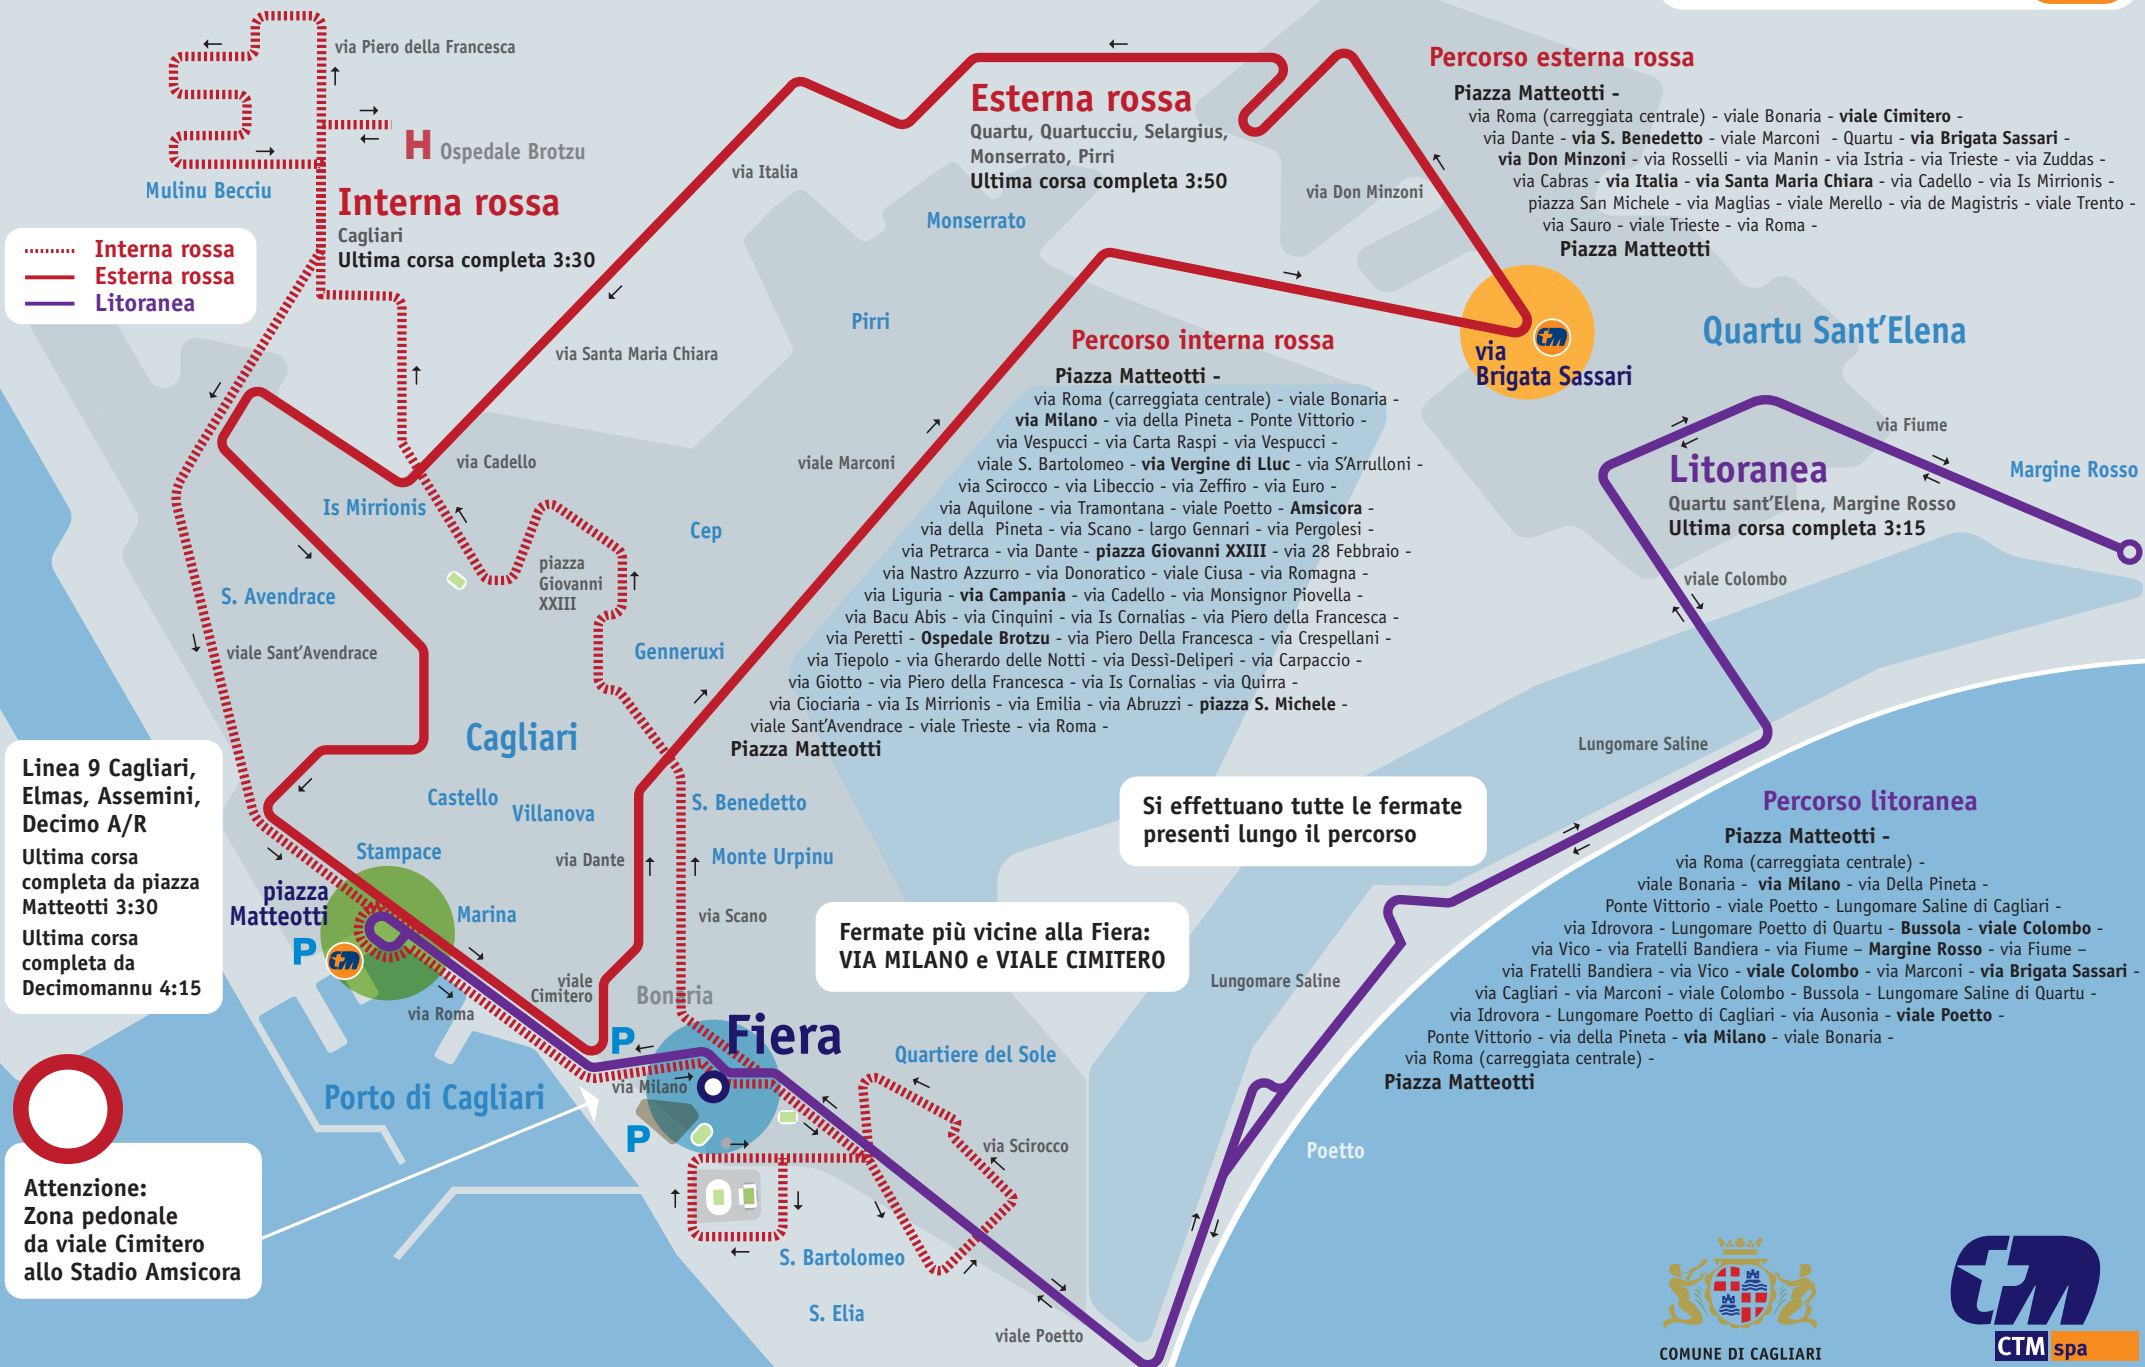 via Piero della Francesca
H Ospedale Brotzu
Mulinu Becciu
Interna rossa
Cagliari
Ultima corsa completa 3:30
Interna rossa
Esterna rossa
Litoranea
Esterna rossa
Quartu, Quartucciu, Selargius,
Monserrato, Pirri
Ultima corsa completa 3:50
via Italia
Monserrato
via Don Minzoni
Pirri
via Santa Maria Chiara
Percorso esterna rossa
Piazza Matteotti -
via Roma (carreggiata centrale) - viale Bonaria - viale Cimitero -
via Dante - via S. Benedetto - viale Marconi - Quartu - via Brigata Sassari -
via Don Minzoni - via Rosselli - via Manin - via Istria - via Trieste - via Zuddas -
via Cabras - via Italia - via Santa Maria Chiara - via Cadello - via Is Mirrionis -
piazza San Michele - via Maglias - viale Merello - via de Magistris - viale Trento -
via Sauro - viale Trieste - via Roma -
Piazza Matteotti
via
Brigata Sassari
Quartu Sant'Elena
Percorso interna rossa
Piazza Matteotti -
via Roma (carreggiata centrale) - viale Bonaria -
via Milano - via della Pineta - Ponte Vittorio -
via Vespucci - via Carta Raspi - via Vespucci -
viale S. Bartolomeo - via Vergine di Lluc - via S'Arrulloni -
via Scirocco - via Libeccio - via Zeffiro - via Euro -
via Aquilone - via Tramontana - viale Poetto - Amsicora -
via della Pineta - via Scano - largo Gennari - via Pergolesi -
via Petrarca - via Dante - piazza Giovanni XXIII - via 28 Febbraio -
via Nastro Azzurro - via Donoratico - viale Ciusa - via Romagna -
via Liguria - via Campania - via Cadello - via Monsignor Piovella -
via Bacu Abis - via Cinquini - via Is Cornalias - via Piero della Francesca -
via Peretti - Ospedale Brotzu - via Piero Della Francesca - via Crespellani -
via Tiepolo - via Gherardo delle Notti - via Dessì-Deliperi - via Carpaccio -
via Giotto - via Piero della Francesca - via Is Cornalias - via Quirra -
via Ciociaria - via Is Mirrionis - via Emilia - via Abruzzi - piazza S. Michele -
viale Sant'Avendrace - viale Trieste - via Roma -
Piazza Matteotti
via Fiume
Litoranea
Quartu sant'Elena, Margine Rosso
Ultima corsa completa 3:15
Margine Rosso
viale Colombo
via Cadello
viale Marconi
Is Mirrionis
Cep
piazza
Giovanni
XXIII
S. Avendrace
viale Sant'Avendrace
Genneruxi
Cagliari
Castello
Villanova
S. Benedetto
Stampace
via Dante
Monte Urpinu
Linea 9 Cagliari,
Elmas, Assemini,
Decimo A/R
Ultima corsa
completa da piazza
Matteotti 3:30
Ultima corsa
completa da
Decimomannu 4:15
piazza
Matteotti
P
tm
Marina
via Scano
via Roma
viale
Cimitero
Bonaria
Si effettuano tutte le fermate
presenti lungo il percorso
Fermate più vicine alla Fiera:
VIA MILANO e VIALE CIMITERO
Lungomare Saline
Lungomare Saline
Percorso litoranea
Piazza Matteotti -
via Roma (carreggiata centrale) -
viale Bonaria - via Milano - via Della Pineta -
Ponte Vittorio - viale Poetto - Lungomare Saline di Cagliari -
via Idrovora - Lungomare Poetto di Quartu - Bussola - viale Colombo -
via Vico - via Fratelli Bandiera - via Fiume – Margine Rosso - via Fiume –
via Fratelli Bandiera - via Vico - viale Colombo - via Marconi - via Brigata Sassari -
via Cagliari - via Marconi - viale Colombo - Bussola - Lungomare Saline di Quartu -
via Idrovora - Lungomare Poetto di Cagliari - via Ausonia - viale Poetto -
Ponte Vittorio - via della Pineta - via Milano - viale Bonaria -
via Roma (carreggiata centrale) -
Piazza Matteotti
P
Fiera
Quartiere del Sole
Porto di Cagliari
via Milano
P
via Scirocco
Poetto
Attenzione:
Zona pedonale
da viale Cimitero
allo Stadio Amsicora
S. Bartolomeo
S. Elia
viale Poetto
COMUNE DI CAGLIARI
tm
CTM spa
tm